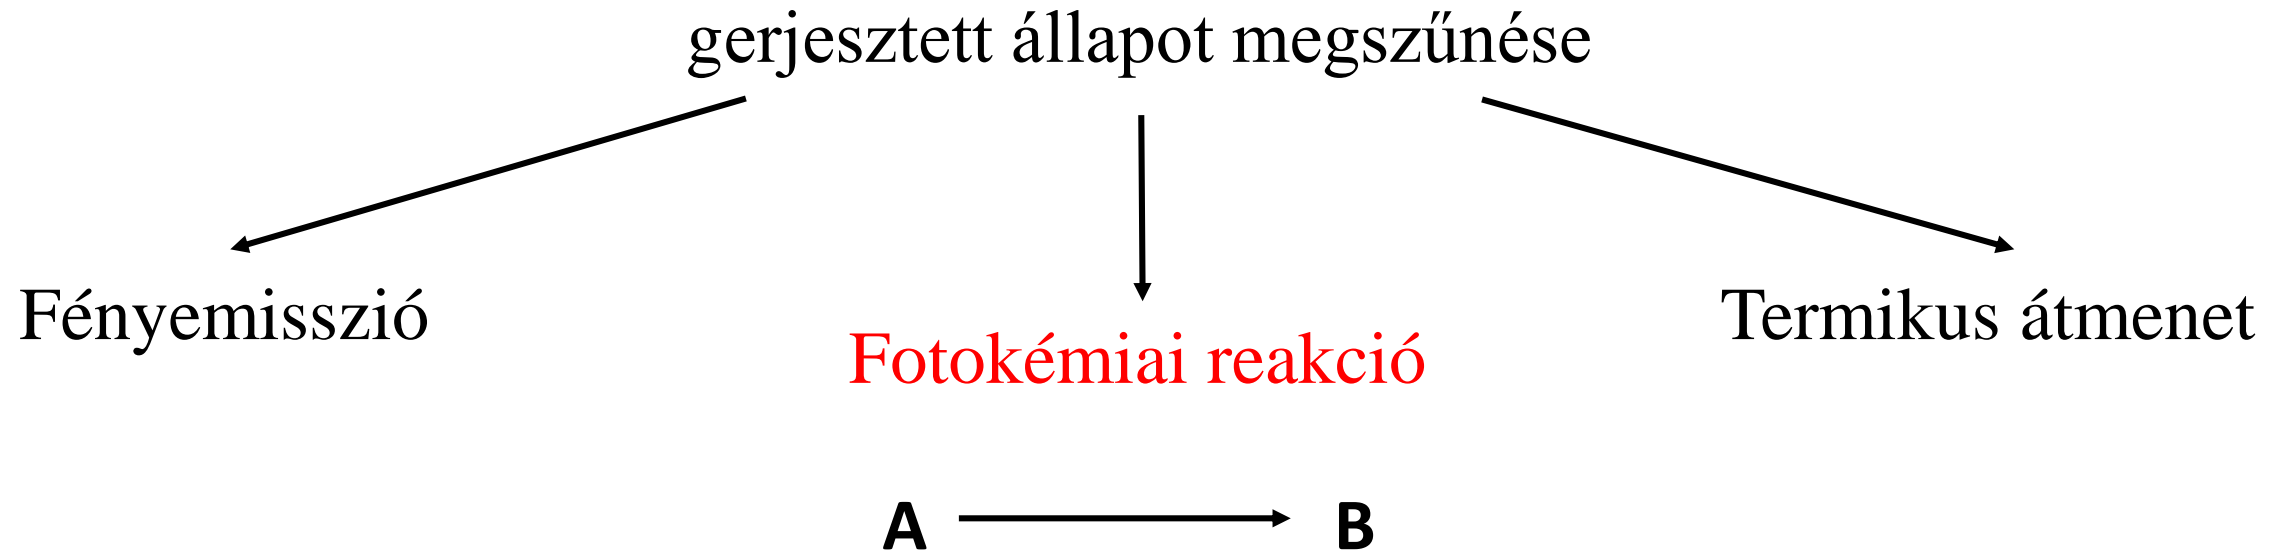 gerjesztett állapot megszűnése
Fényemisszió
Fotokémiai reakció
Termikus átmenet
A B